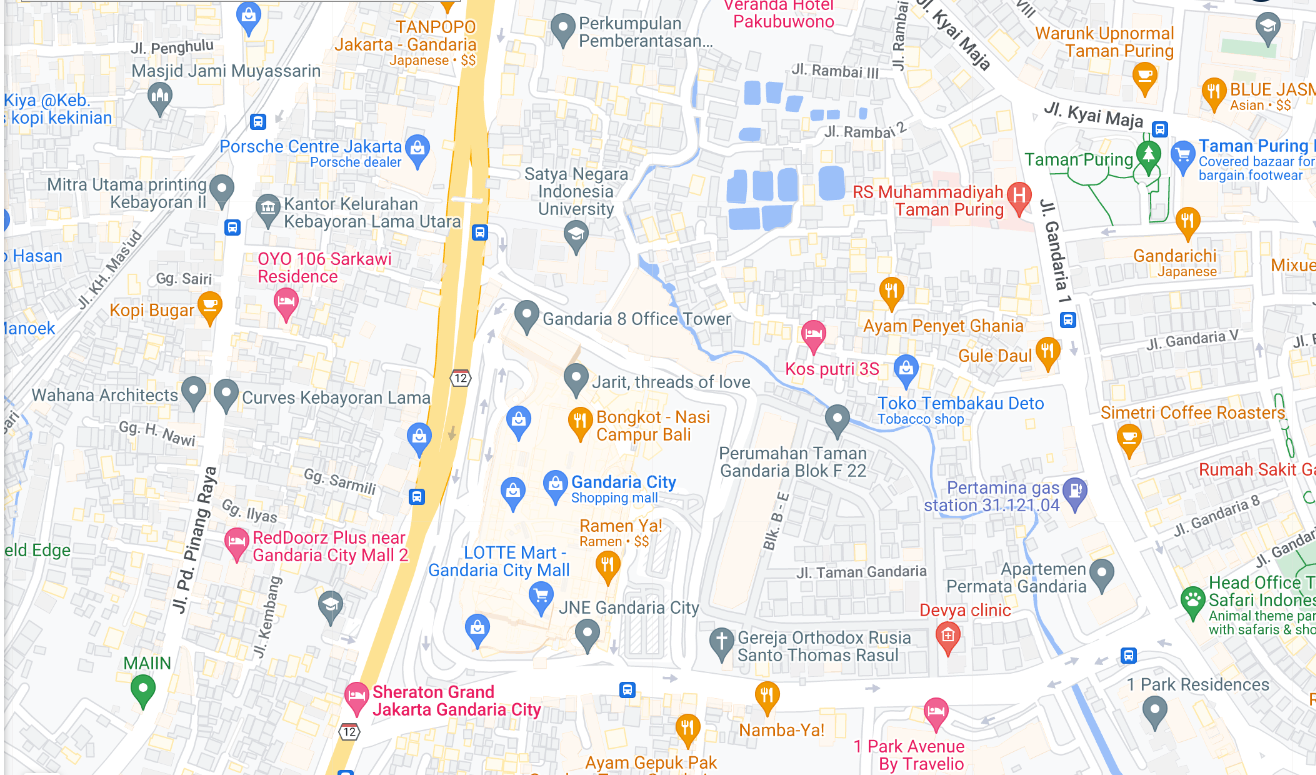 Veranda Hotel
Pakubuwono
TANPOPO
Jakarta - Gandaria
Japanese • $$
Perkumpulan
Pemberantasan...
Jl. Rambai
Jl. Kyai Maja
VIII
Warunk Upnormal
Taman Puring
Jl. Penghulu
Masjid Jami Muyassarin
Jl. Rambai III
BLUE JASM
Asian • $$
Kiya @Keb.
s kopi kekinian
Jl. Kyai Maja
Jl. Rambai 2
Porsche Centre Jakarta
Porsche dealer
Taman Puring
Taman Puring
Covered bazaar for
bargain footwear
Satya Negara
Indonesia
University
Mitra Utama printing
Kebayoran II
RS Muhammadiyah
Taman Puring
Kantor Kelurahan
Kebayoran Lama Utara
Jl. Gandaria 1
Hasan
Jl. KH. Mas'ud
OYO 106 Sarkawi
Residence
Gandarichi
Japanese
Mixue
Gg. Sairi
Kopi Bugar
Manoek
Gandaria 8 Office Tower
Ayam Penyet Ghania
Jl. Gandaria V
Gule Daul
Kos putri 3S
12
Jarit, threads of love
Wahana Architects
Curves Kebayoran Lama
Toko Tembakau Deto
Tobacco shop
Simetri Coffee Roasters
Bongkot - Nasi
Campur Bali
Gg. H. Nawi
Perumahan Taman
Gandaria Blok F 22
Rumah Sakit Ga
Gg. Sarmili
Gandaria City
Shopping mall
Pertamina gas
station 31.121.04
Jl. Pd. Pinang Raya
Gg. Ilyas
Blk. B - E
Jl. Gandaria 8
Ramen Ya!
Ramen • $$
RedDoorz Plus near
Gandaria City Mall 2
eld Edge
LOTTE Mart -
Gandaria City Mall
Jl. Gandar
Jl. Taman Gandaria
Apartemen
Permata Gandaria
Head Office T
Safari Indones
Animal theme par
with safaris & sho
Jl. Kembang
JNE Gandaria City
Devya clinic
Gereja Orthodox Rusia
Santo Thomas Rasul
MAIIN
Sheraton Grand
Jakarta Gandaria City
1 Park Residences
12
Namba-Ya!
1 Park Avenue
By Travelio
Ayam Gepuk Pak